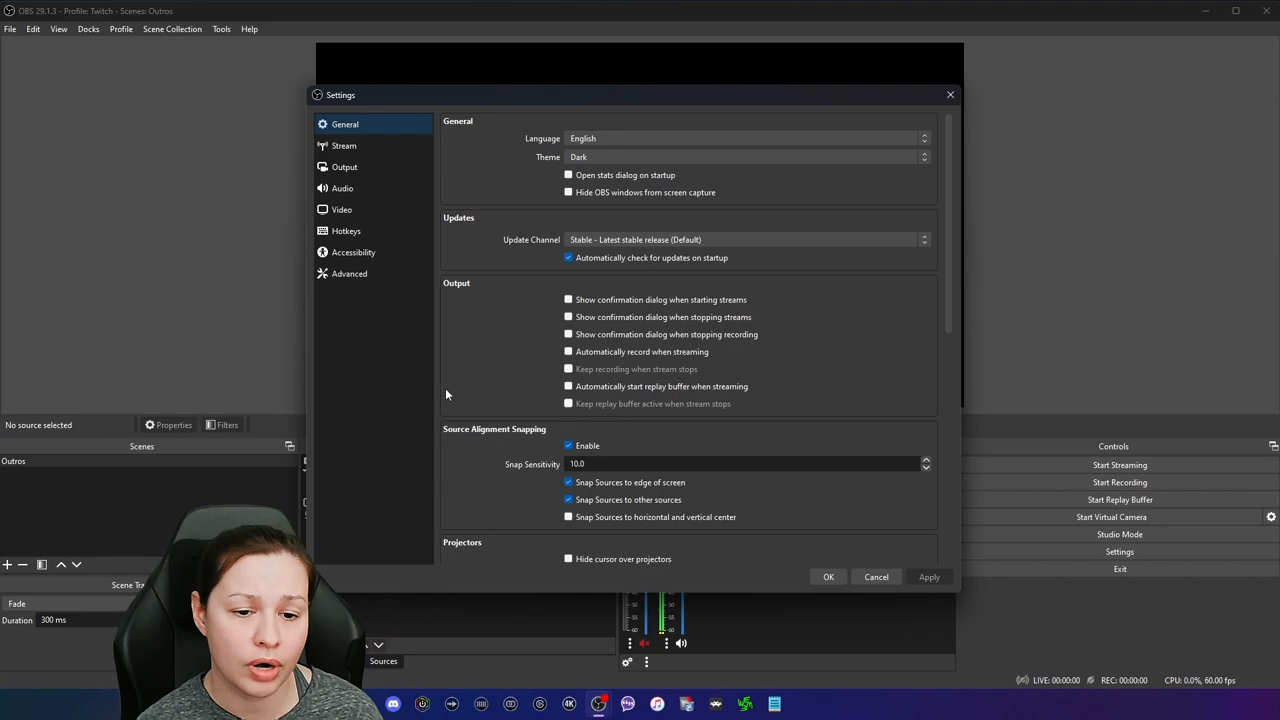 OBS 29.1.3 - Profile: Twitch - Scenes: Outros
File Edit View Docks Profile Scene Collection Tools Help
Settings
General
Stream
Output
Audio
Video
Hotkeys
Accessibility
Advanced
General
Language English
Theme Dark
Open stats dialog on startup
Hide OBS windows from screen capture
Updates
Update Channel Stable - Latest stable release (Default)
Automatically check for updates on startup
Output
Show confirmation dialog when starting streams
Show confirmation dialog when stopping streams
Show confirmation dialog when stopping recording
Automatically record when streaming
Keep recording when stream stops
Automatically start replay buffer when streaming
Keep replay buffer active when stream stops
Source Alignment Snapping
Enable
Snap Sensitivity 10.0
Snap Sources to edge of screen
Snap Sources to other sources
Snap Sources to horizontal and vertical center
Projectors
Hide cursor over projectors
OK Cancel Apply
No source selected Properties Filters
Scenes
Outros
Scene Tra
Fade
Duration 300 ms
Sources
-50
-55
-60
-50
-55
-60
Controls
Start Streaming
Start Recording
Start Replay Buffer
Start Virtual Camera
Studio Mode
Settings
Exit
LIVE: 00:00:00 REC: 00:00:00 CPU: 0.0%, 60.00 fps
4K